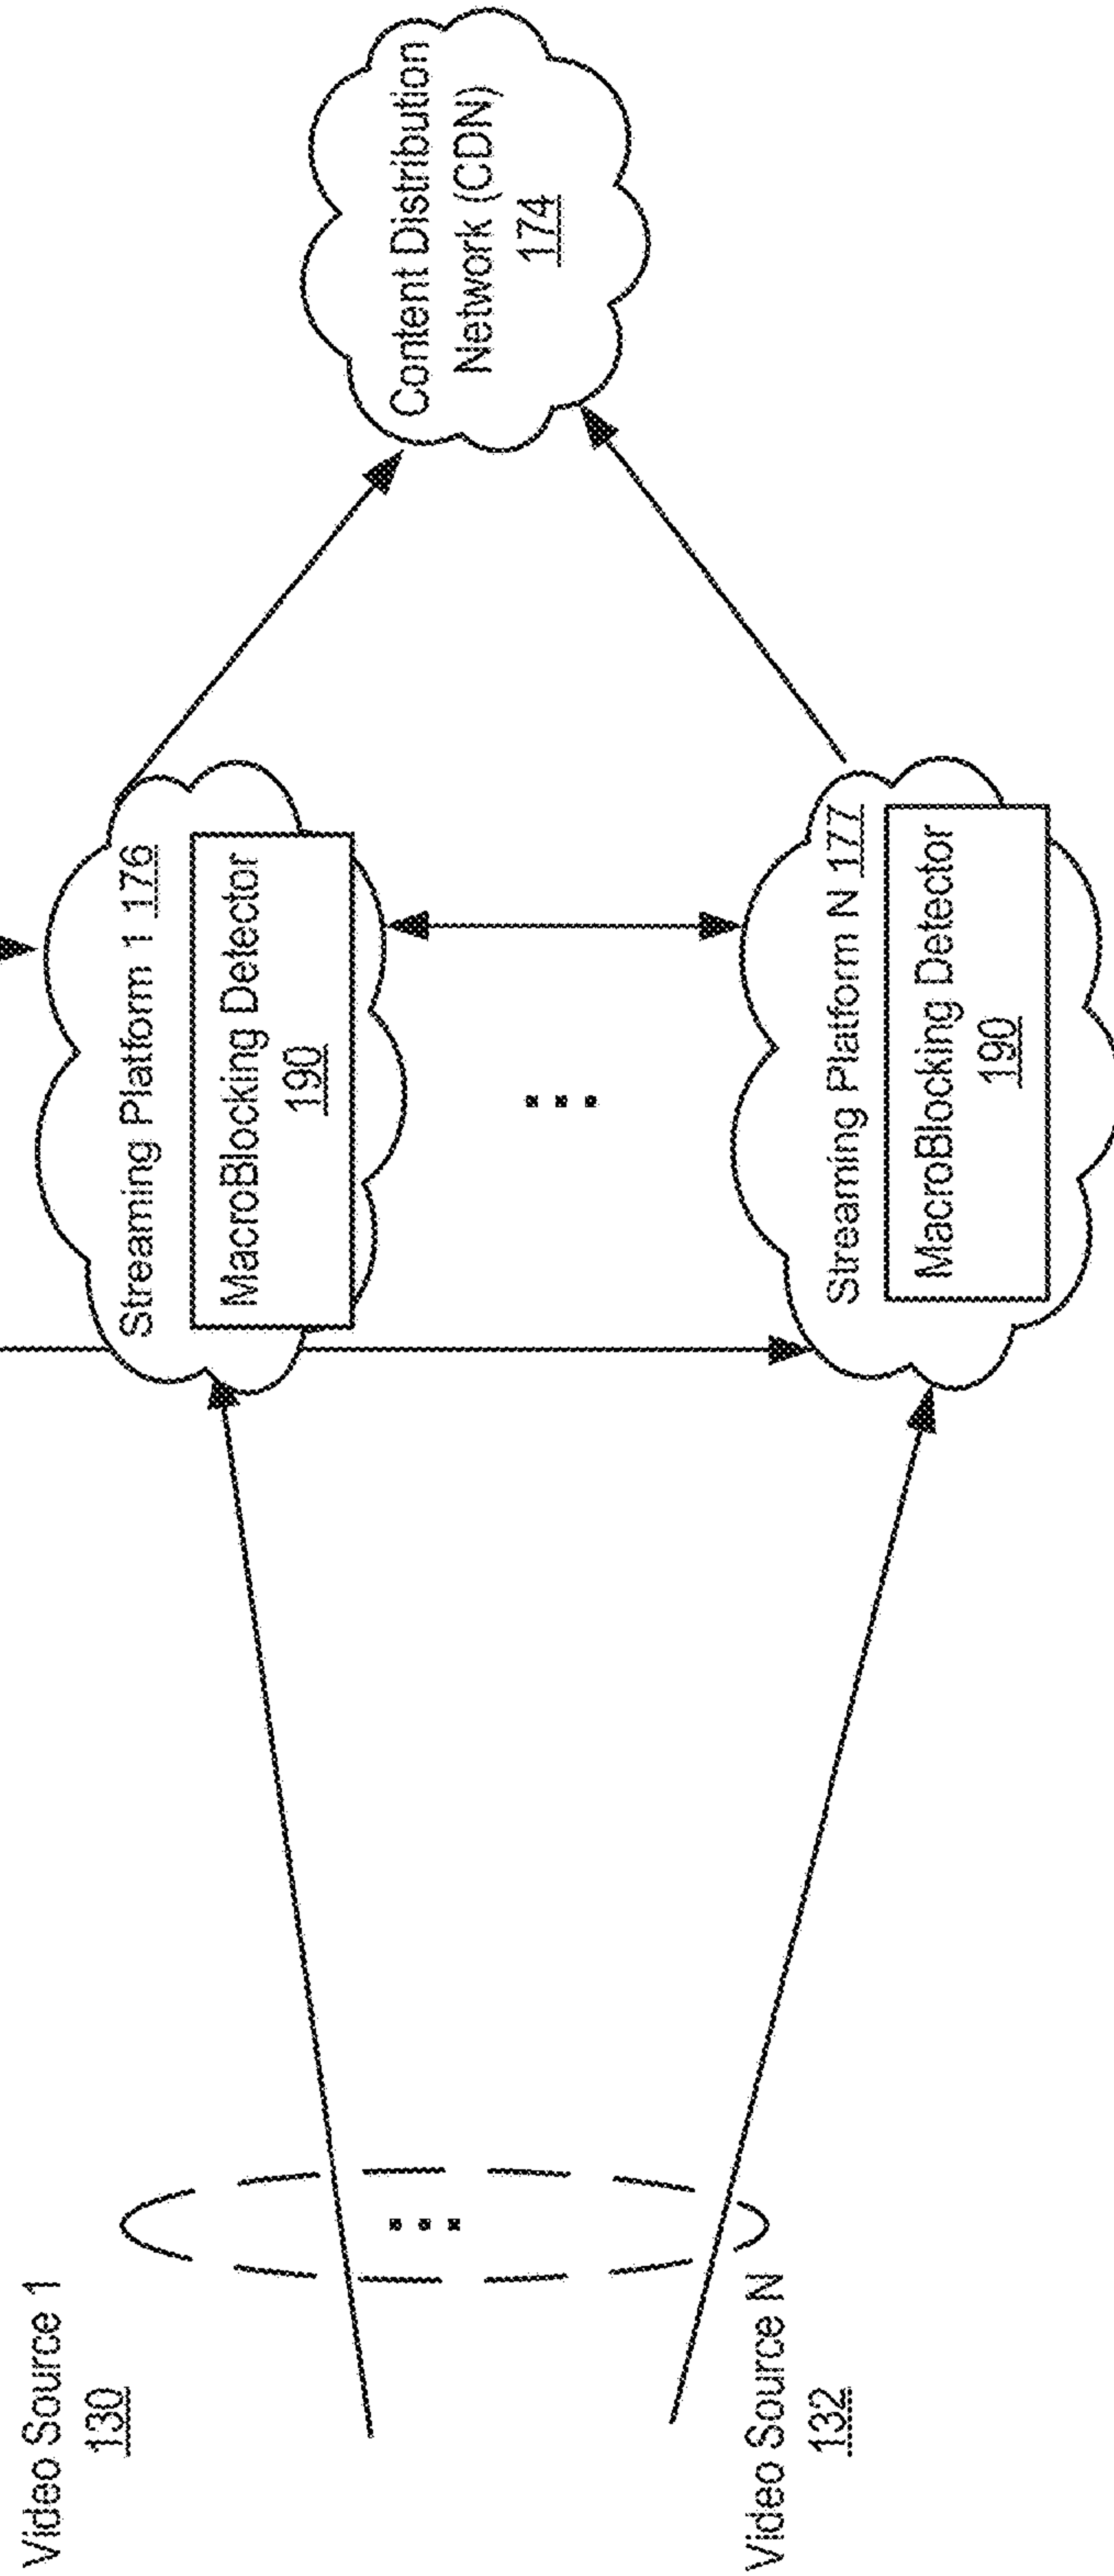 Video Source 1
130
Video Source N
132
Streaming Platform 1 176
MacroBlocking Detector
190
Streaming Platform N 177
MacroBlocking Detector
190
Content Distribution
Network (CDN)
174